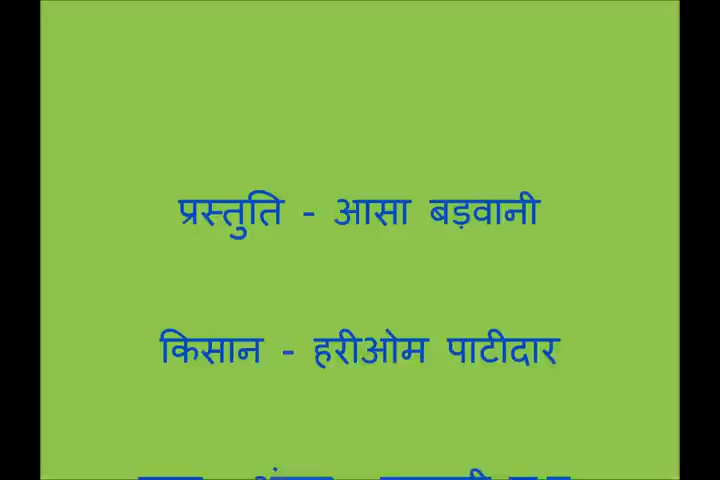 प्रस्तुति - आसा बड़वानी
किसान - हरीओम पाटीदार